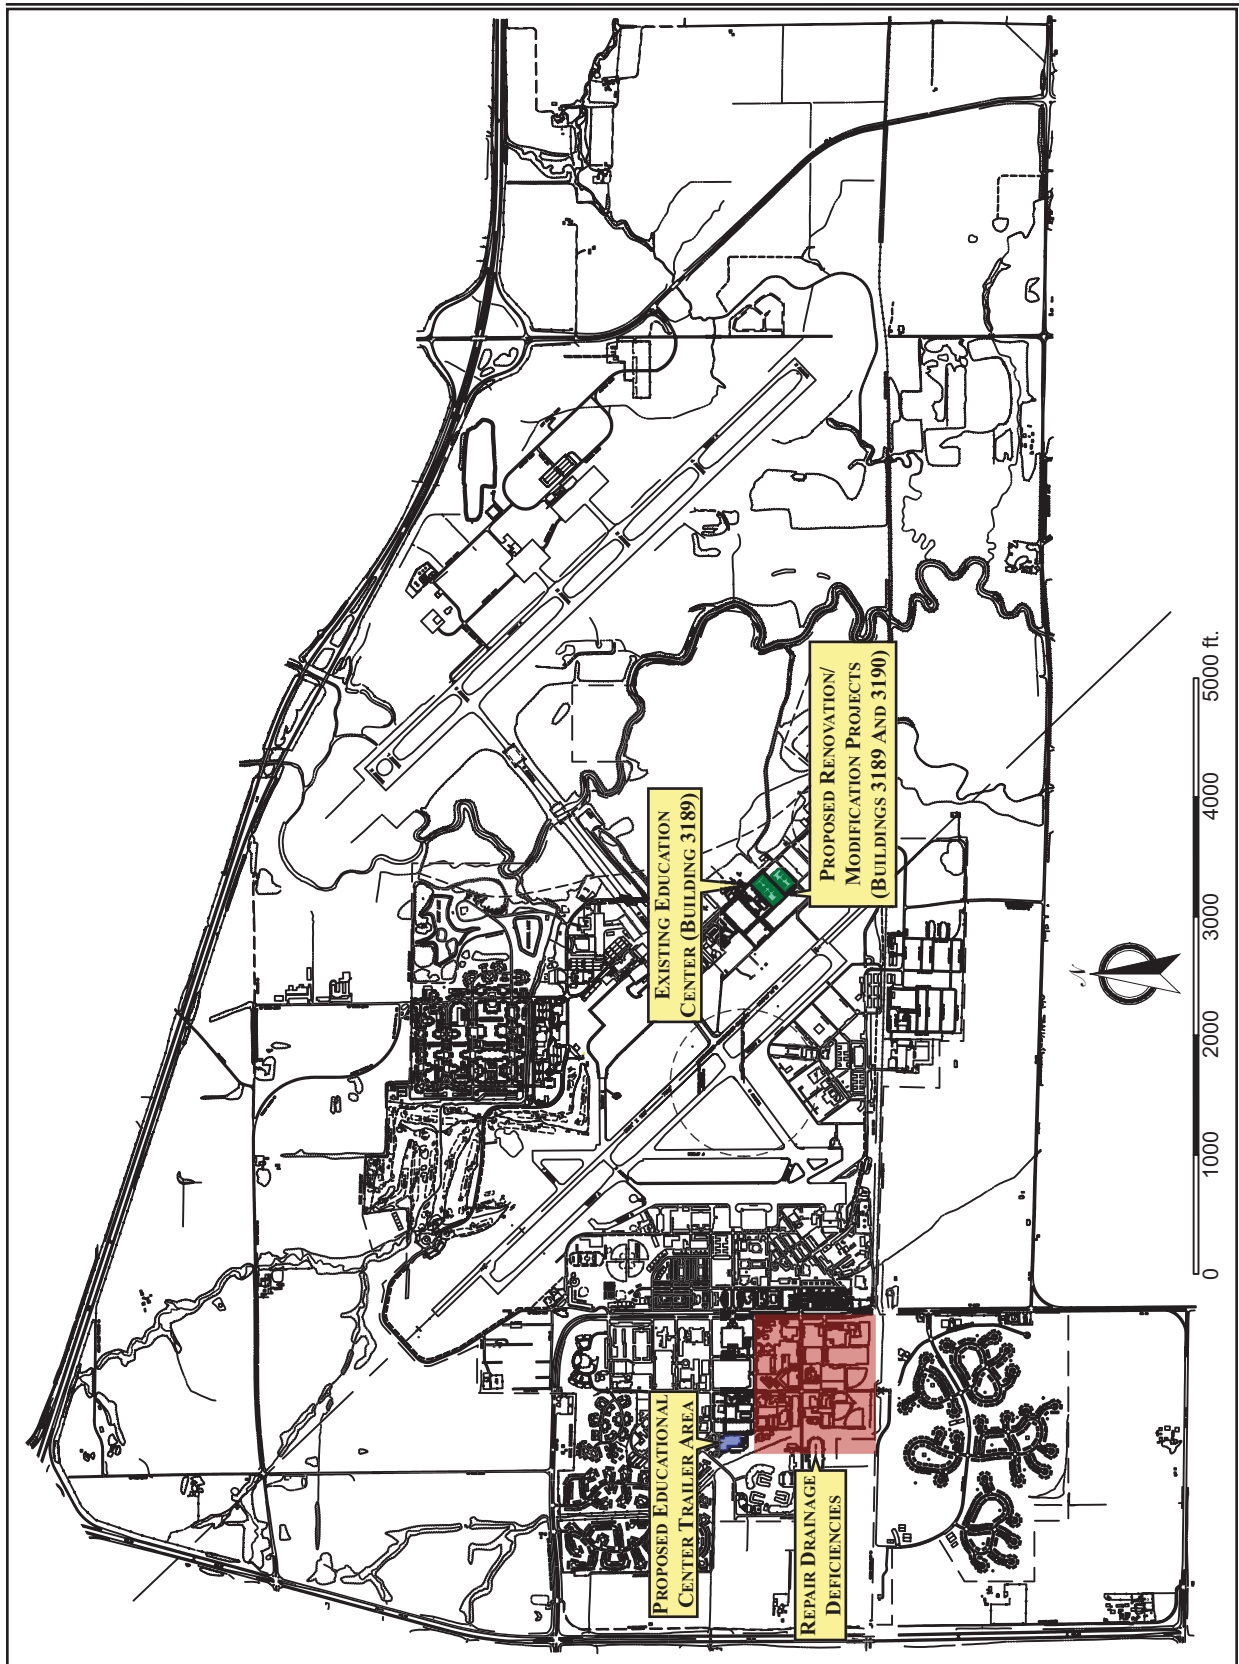 EXISTING EDUCATION
CENTER (BUILDING 3189)
PROPOSED RENOVATION/
MODIFICATION PROJECTS
(BUILDINGS 3189 AND 3190)
PROPOSED EDUCATIONAL
CENTER TRAILER AREA
REPAIR DRAINAGE
DEFICIENCIES
N
0 1000 2000 3000 4000 5000 ft.